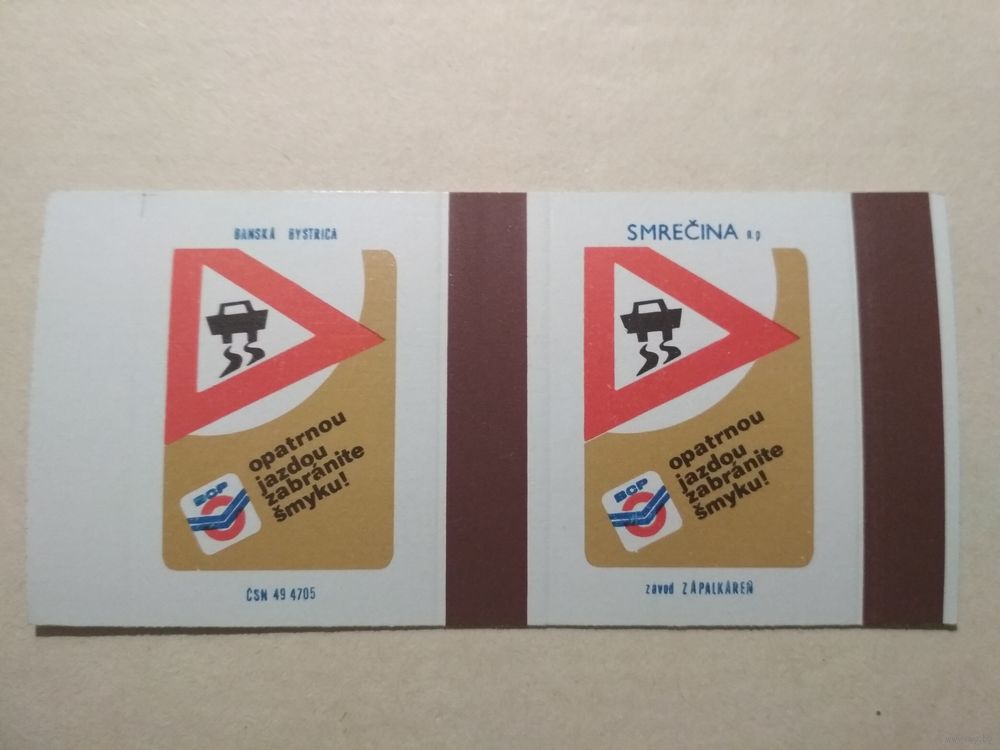 BANSKÁ BYSTRICA
opatrnou
jazdou
zabránite
šmyku!
BCP
ČSN 49 4705
SMREČINA n.p
opatrnou
jazdou
zabránite
šmyku!
BCP
závod ZÁPALKÁREŇ